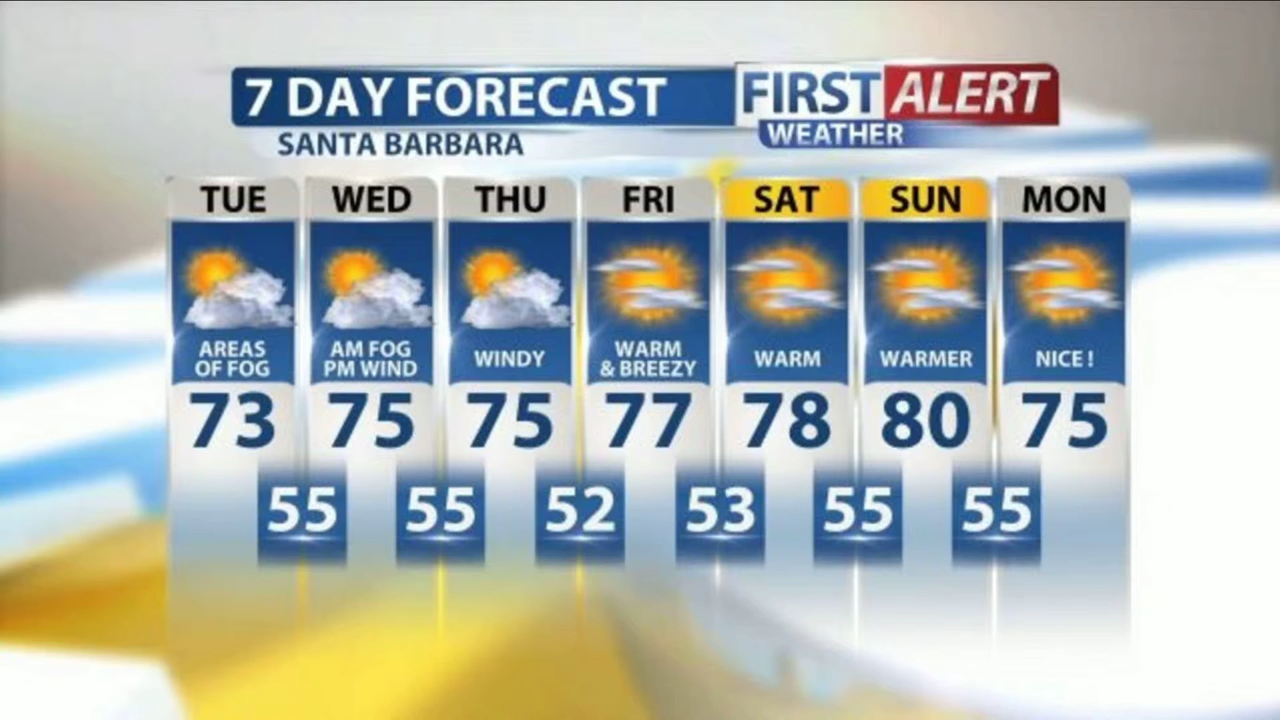 7 DAY FORECAST
FIRST ALERT
WEATHER
SANTA BARBARA
TUE WED THU FRI SAT SUN MON
AREAS
OF FOG
AM FOG
PM WIND
WINDY
WARM
& BREEZY
WARM
WARMER
NICE !
73 75 75 77 78 80 75
55 55 52 53 55 55